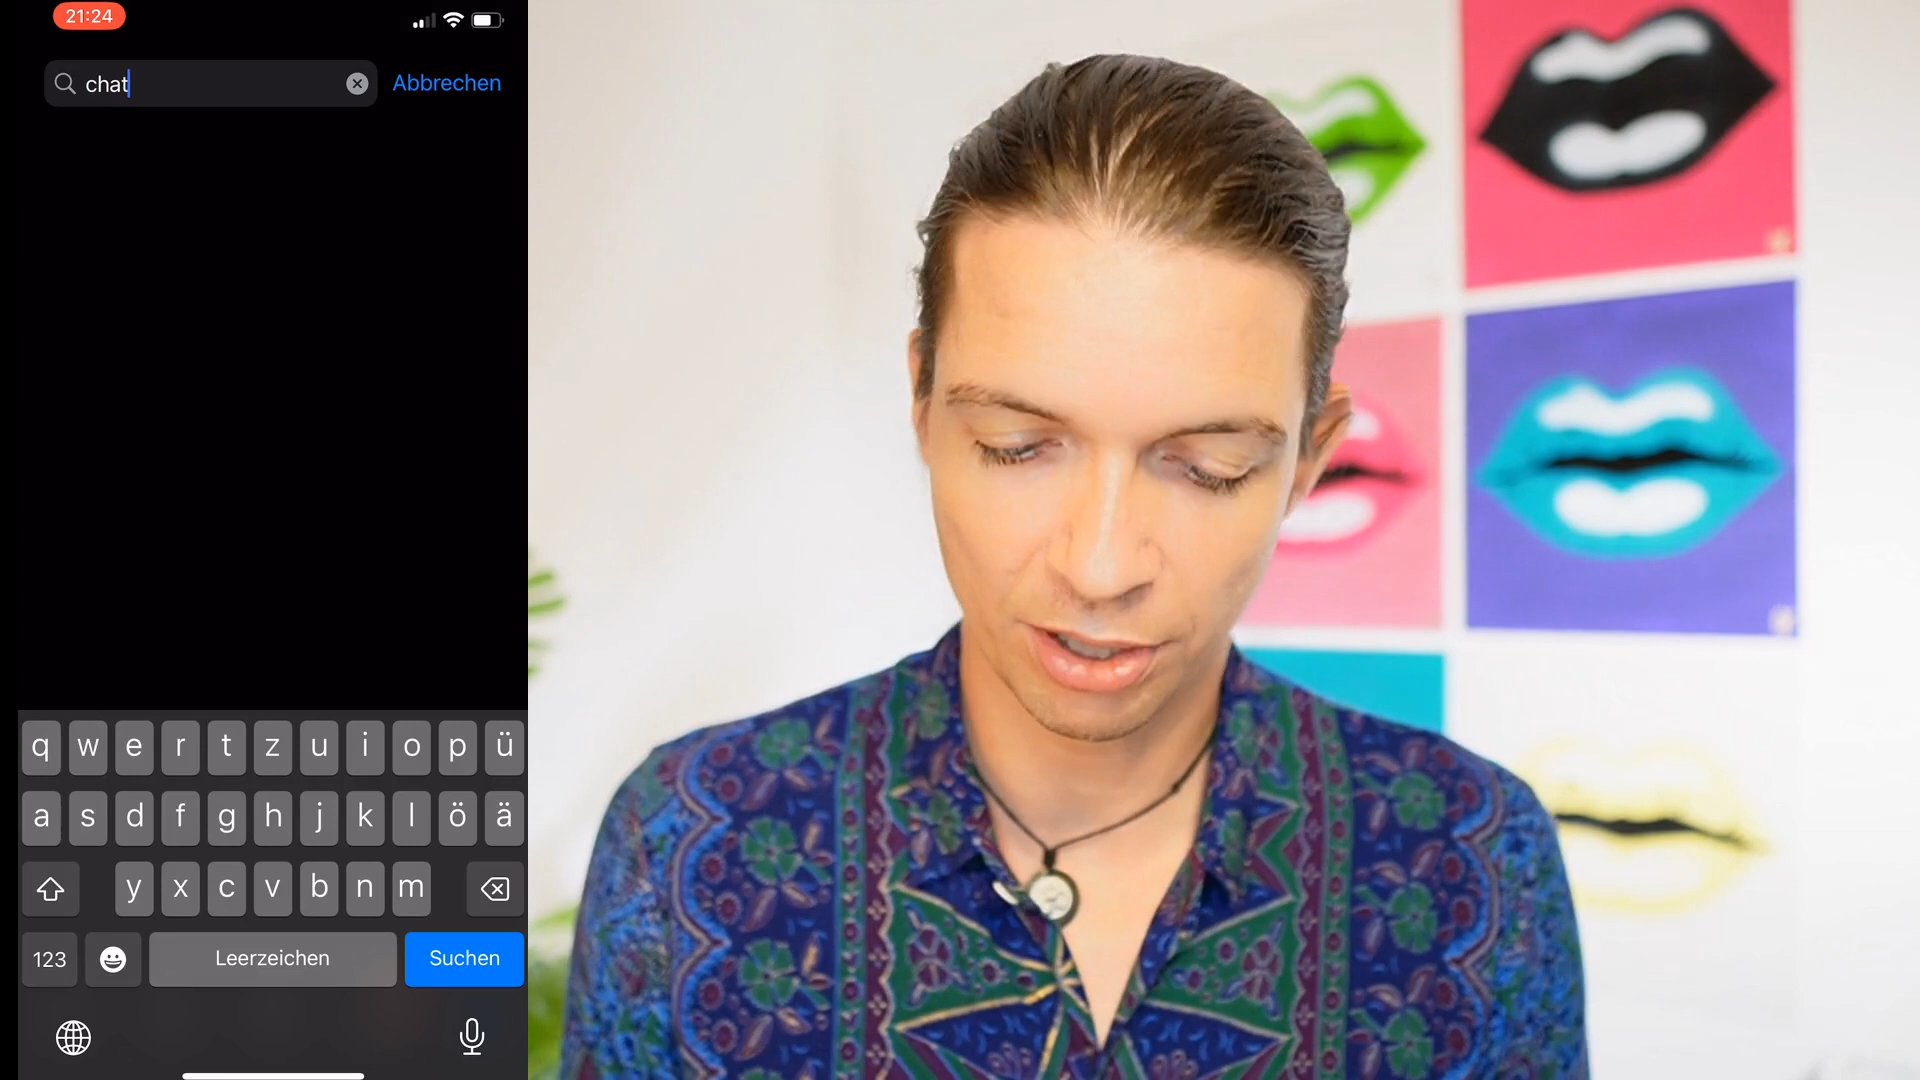 21:24
chat
Abbrechen
q w e r t z u i o p ü
a s d f g h j k l ö ä
y x c v b n m
123 Leerzeichen Suchen